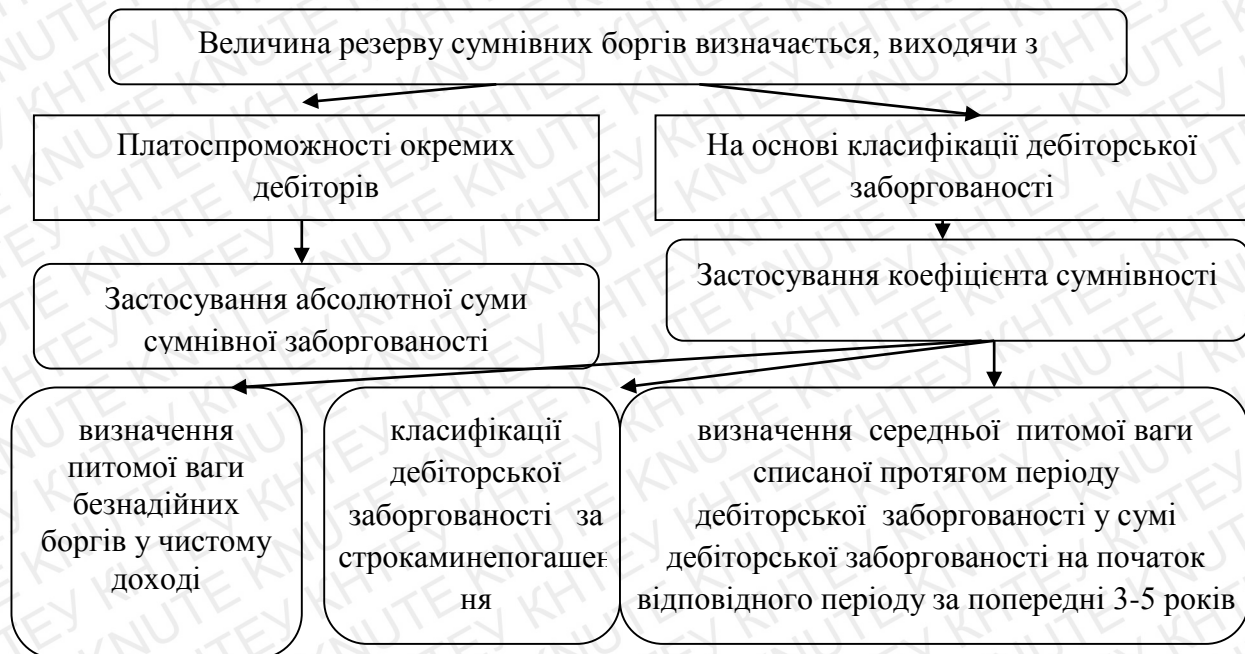 Величина резерву сумнівних боргів визначається, виходячи з
Платоспроможності окремих
дебіторів
На основі класифікації дебіторської
заборгованості
Застосування абсолютної суми
сумнівної заборгованості
Застосування коефіцієнта сумнівності
визначення
питомої ваги
безнадійних
боргів у чистому
доході
класифікації
дебіторської
заборгованості за
строкаминепогашен
ня
визначення середньої питомої ваги
списаної протягом періоду
дебіторської заборгованості у сумі
дебіторської заборгованості на початок
відповідного періоду за попередні 3-5 років